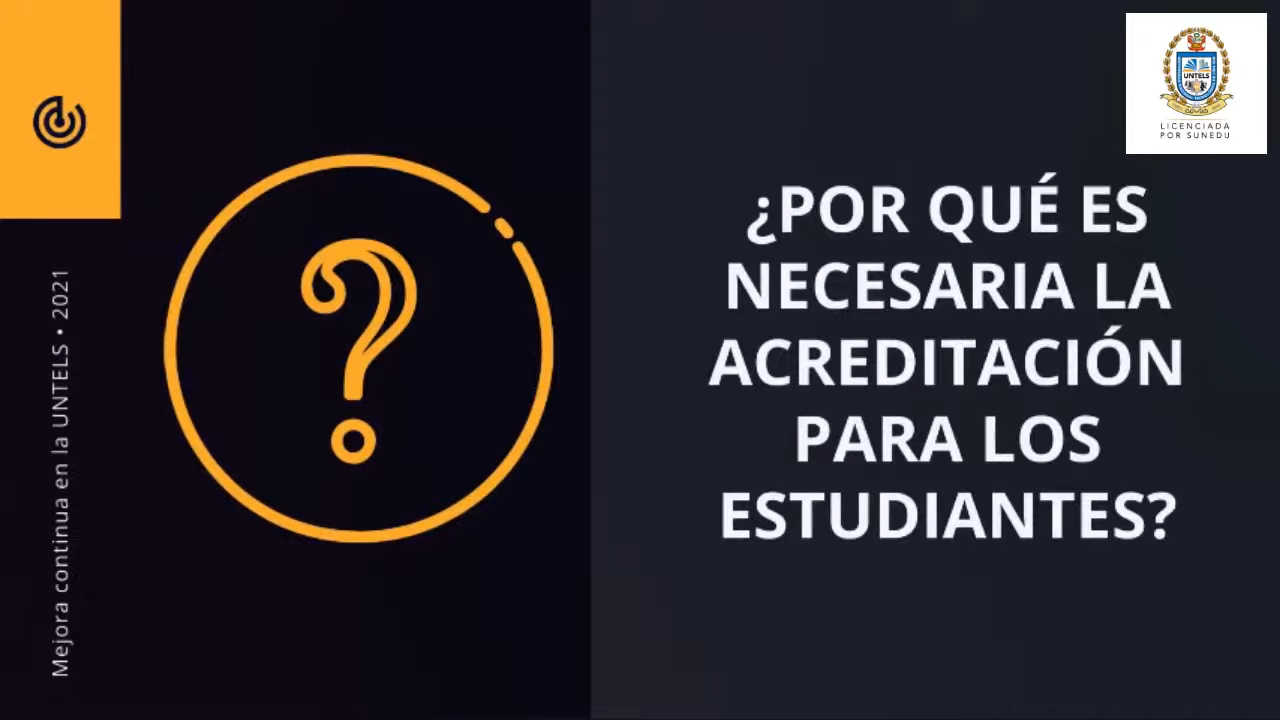 Mejora continua en la UNTELS • 2021
¿POR QUÉ ES
NECESARIA LA
ACREDITACIÓN
PARA LOS
ESTUDIANTES?
UNTELS
LICENCIADA
POR SUNEDU